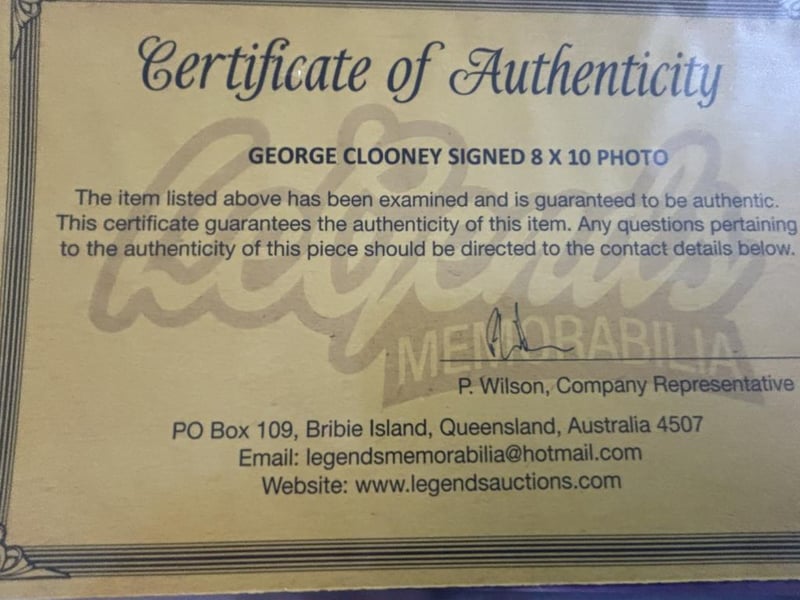 Certificate of Authenticity
GEORGE CLOONEY SIGNED 8 X 10 PHOTO
The item listed above has been examined and is guaranteed to be authentic.
This certificate guarantees the authenticity of this item. Any questions pertaining
to the authenticity of this piece should be directed to the contact details below.
Legends
MEMORABILIA
P. Wilson, Company Representative
PO Box 109, Bribie Island, Queensland, Australia 4507
Email: legendsmemorabilia@hotmail.com
Website: www.legendsauctions.com